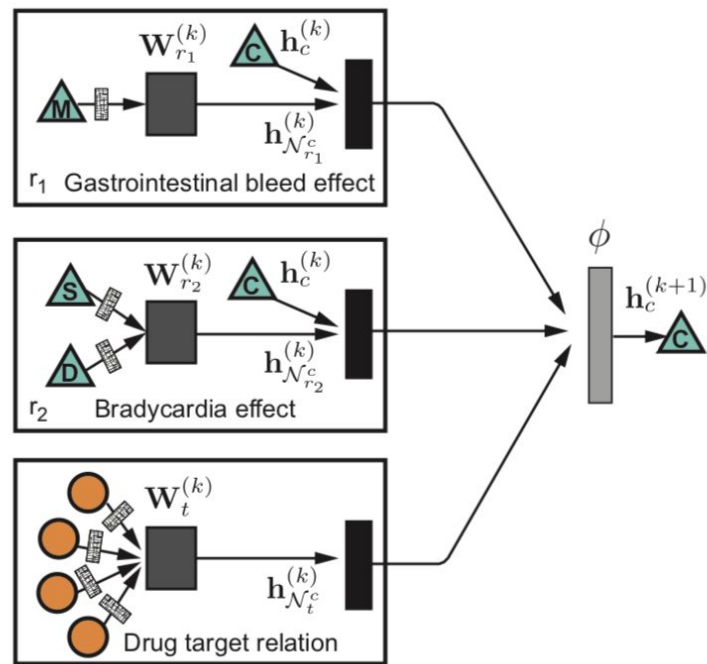 W_{r_1}^{(k)}
C h_c^{(k)}
M
h_{\mathcal{N}_{r_1}^c}^{(k)}
r_1 Gastrointestinal bleed effect
W_{r_2}^{(k)}
C h_c^{(k)}
S
D
h_{\mathcal{N}_{r_2}^c}^{(k)}
r_2 Bradycardia effect
W_t^{(k)}
h_{\mathcal{N}_t^c}^{(k)}
Drug target relation
ϕ
h_c^{(k+1)}
C